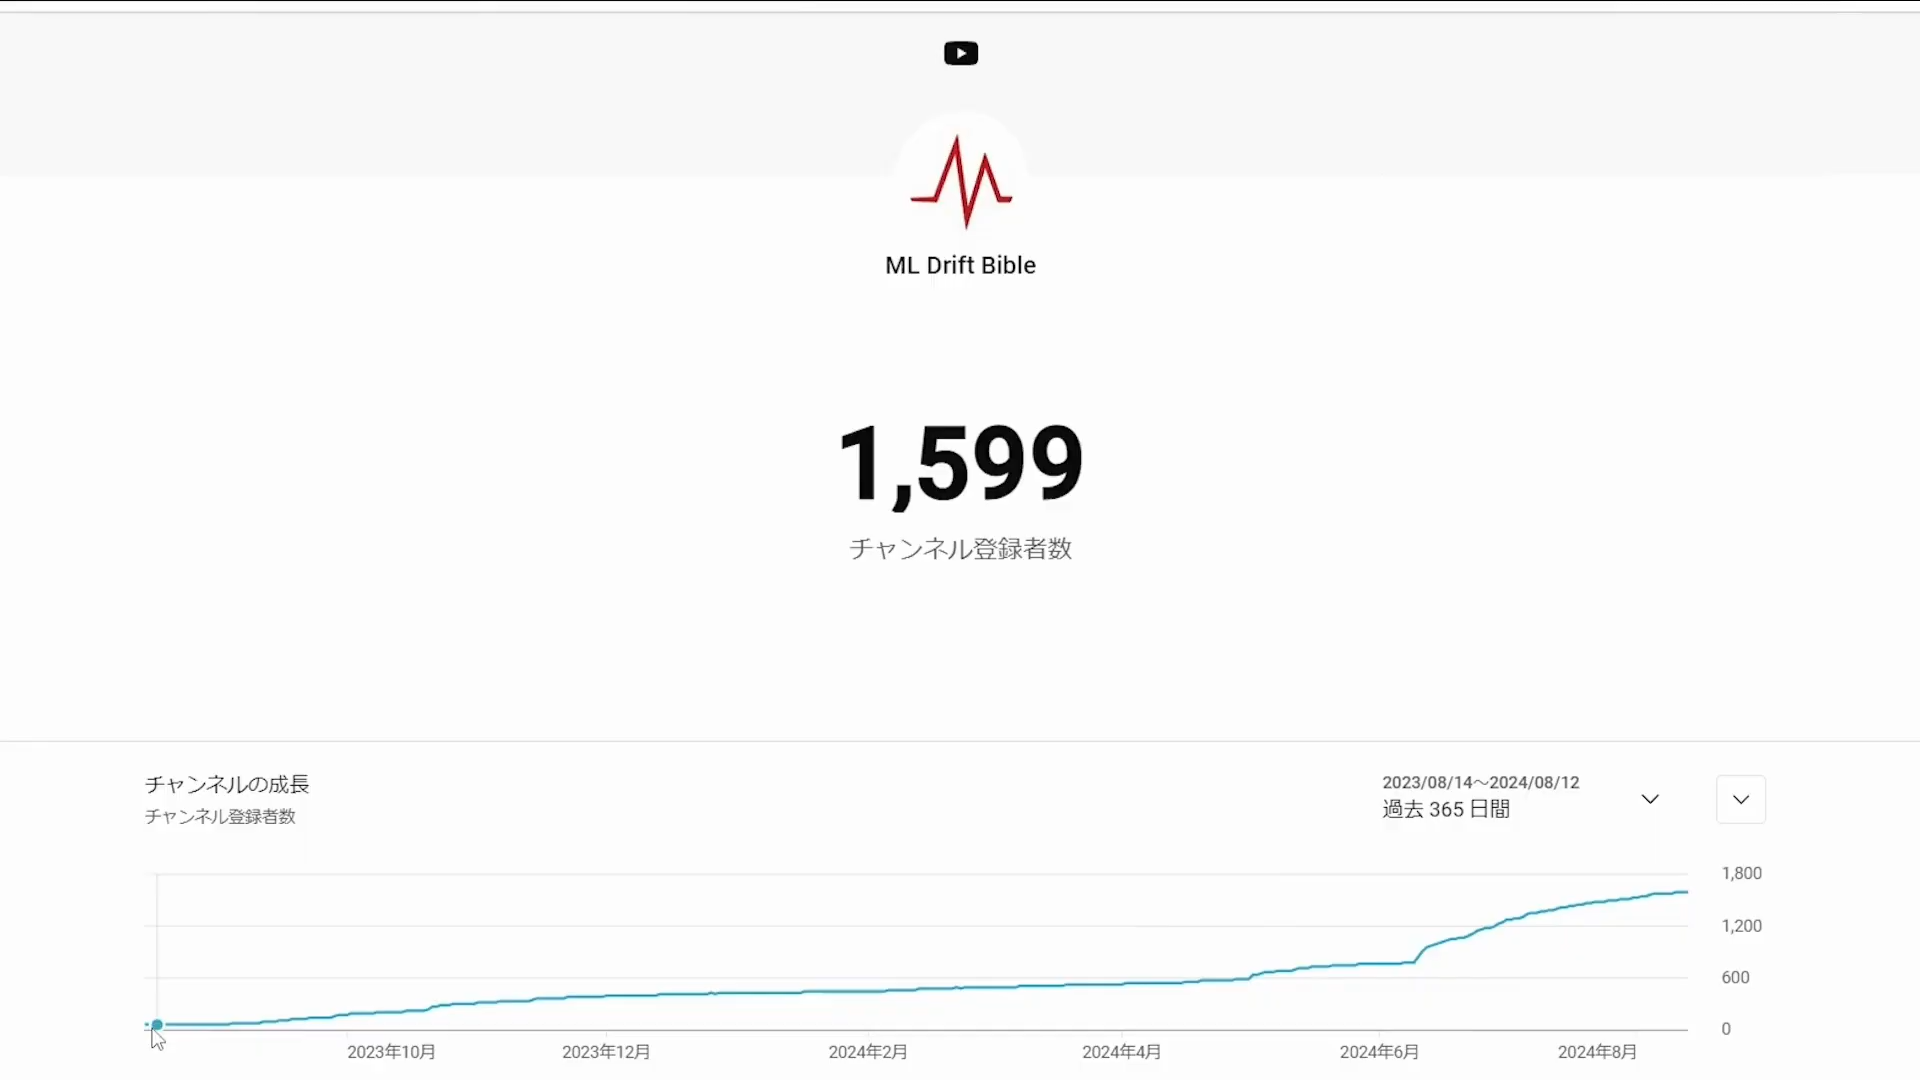 ML Drift Bible
1,599
チャンネル登録者数
チャンネルの成長
チャンネル登録者数
2023/08/14～2024/08/12
過去 365 日間
1,800
1,200
600
0
2023年10月
2023年12月
2024年2月
2024年4月
2024年6月
2024年8月